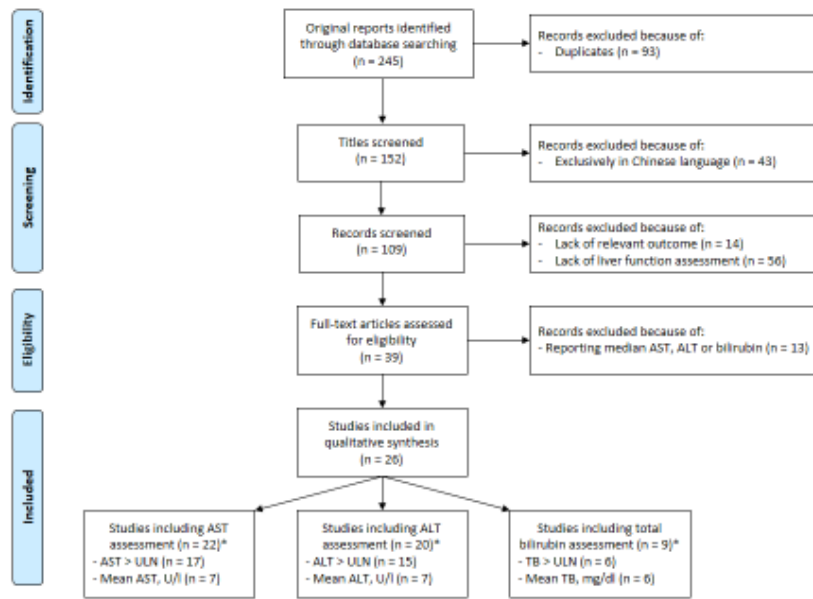 Identification
Original reports identified
through database searching
(n = 245)
Records excluded because of:
- Duplicates (n = 93)
Screening
Titles screened
(n = 152)
Records excluded because of:
- Exclusively in Chinese language (n = 43)
Records screened
(n = 109)
Records excluded because of:
- Lack of relevant outcome (n = 14)
- Lack of liver function assessment (n = 56)
Eligibility
Full-text articles assessed
for eligibility
(n = 39)
Records excluded because of:
- Reporting median AST, ALT or bilirubin (n = 13)
Included
Studies included in
qualitative synthesis
(n = 26)
Studies including AST
assessment (n = 22)*
- AST > ULN (n = 17)
- Mean AST, U/l (n = 7)
Studies including ALT
assessment (n = 20)*
- ALT > ULN (n = 15)
- Mean ALT, U/l (n = 7)
Studies including total
bilirubin assessment (n = 9)*
- TB > ULN (n = 6)
- Mean TB, mg/dl (n = 6)